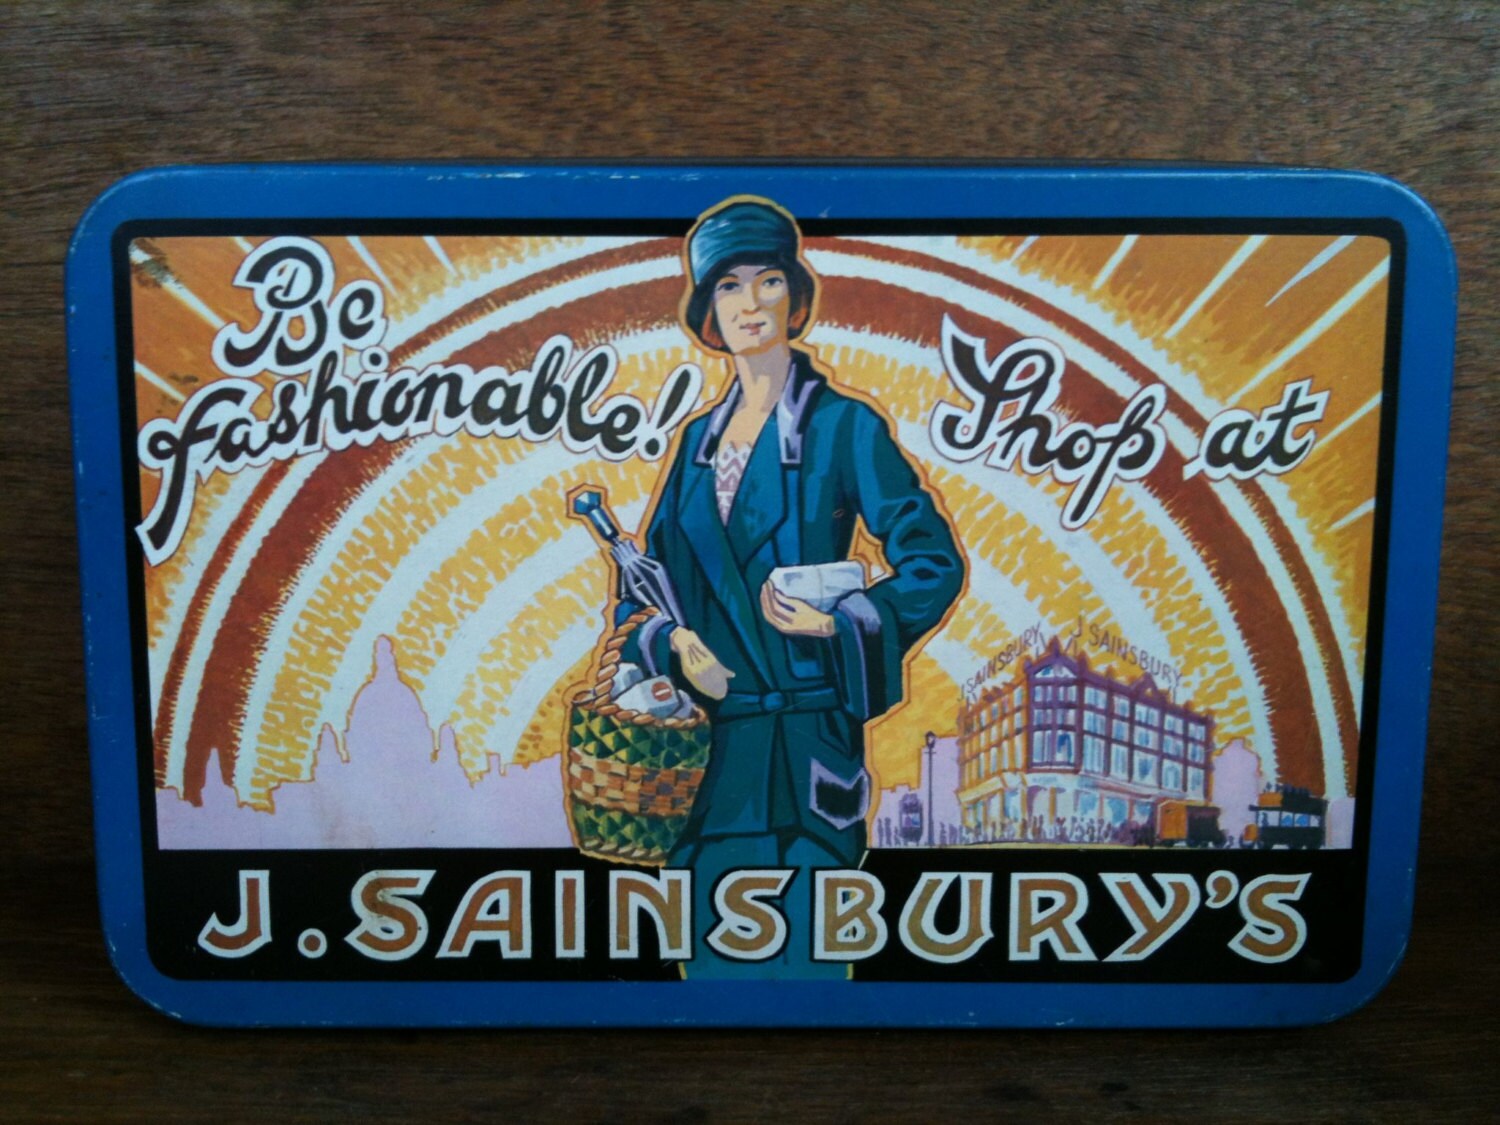 Be
fashionable!
Shop at
J SAINSBURY
J SAINSBURY
J. SAINSBURY'S